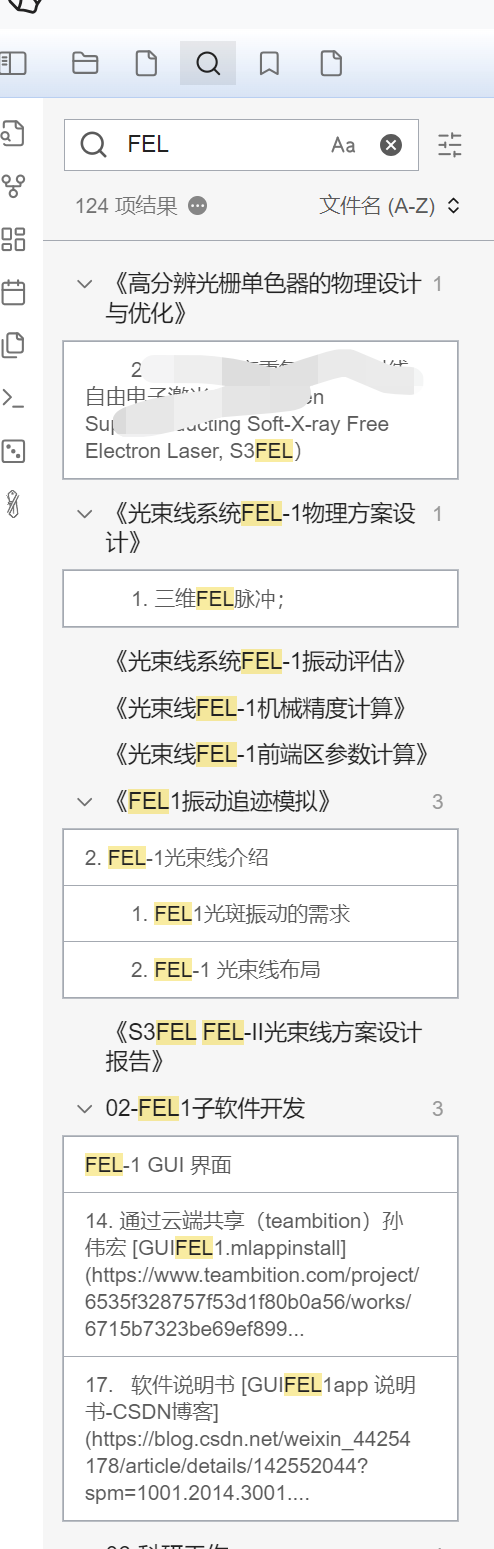 FEL Aa
124 项结果 文件名 (A-Z)
《高分辨光栅单色器的物理设计 1
与优化》
2
自由电子激光 en
Sup ducting Soft-X-ray Free
Electron Laser, S3FEL)
《光束线系统FEL-1物理方案设 1
计》
1. 三维FEL脉冲；
《光束线系统FEL-1振动评估》
《光束线FEL-1机械精度计算》
《光束线FEL-1前端区参数计算》
《FEL1振动追迹模拟》 3
2. FEL-1光束线介绍
1. FEL1光斑振动的需求
2. FEL-1 光束线布局
《S3FEL FEL-II光束线方案设计
报告》
02-FEL1子软件开发 3
FEL-1 GUI 界面
14. 通过云端共享（teambition）孙
伟宏 [GUIFEL1.mlappinstall]
(https://www.teambition.com/project/
6535f328757f53d1f80b0a56/works/
6715b7323be69ef899...
17. 软件说明书 [GUIFEL1app 说明
书-CSDN博客]
(https://blog.csdn.net/weixin_44254
178/article/details/142552044?
spm=1001.2014.3001....